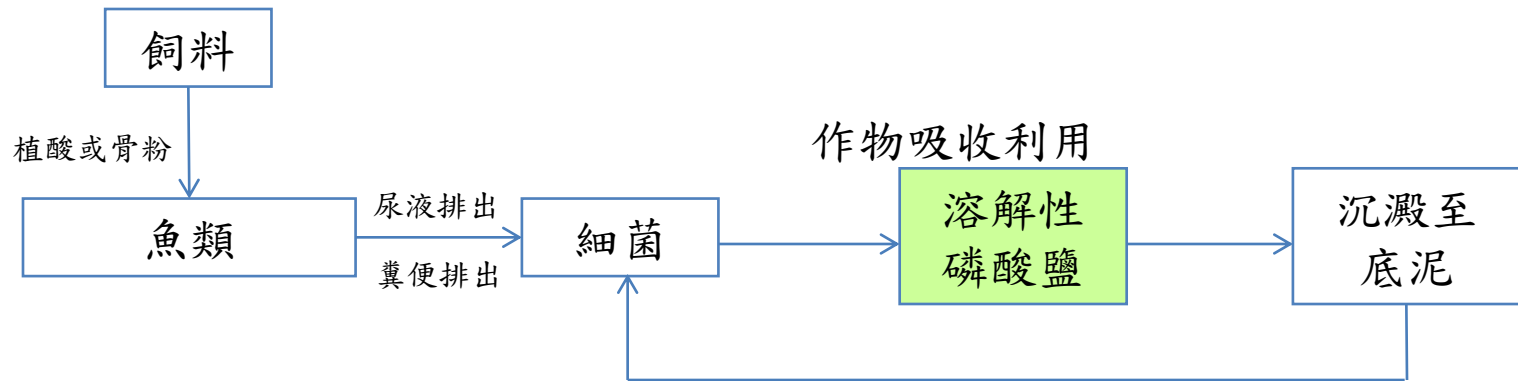 飼料
植酸或骨粉
魚類
尿液排出
糞便排出
細菌
作物吸收利用
溶解性
磷酸鹽
沉澱至
底泥